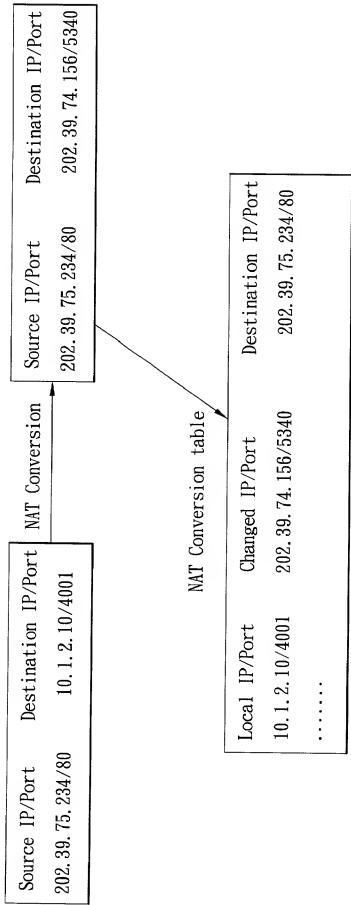 Source IP/Port Destination IP/Port
202.39.75.234/80 10.1.2.10/4001
NAT Conversion
Source IP/Port Destination IP/Port
202.39.75.234/80 202.39.74.156/5340
NAT Conversion table
Local IP/Port Changed IP/Port Destination IP/Port
10.1.2.10/4001 202.39.74.156/5340 202.39.75.234/80
.......